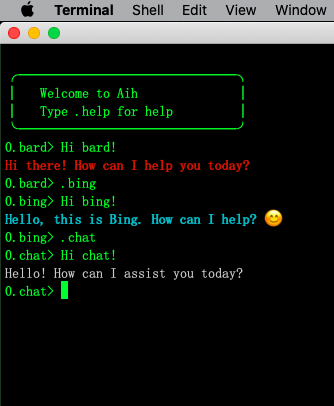 Terminal Shell Edit View Window
Welcome to Aih
Type .help for help
0.bard> Hi bard!
Hi there! How can I help you today?
0.bard> .bing
0.bing> Hi bing!
Hello, this is Bing. How can I help? 😊
0.bing> .chat
0.chat> Hi chat!
Hello! How can I assist you today?
0.chat>